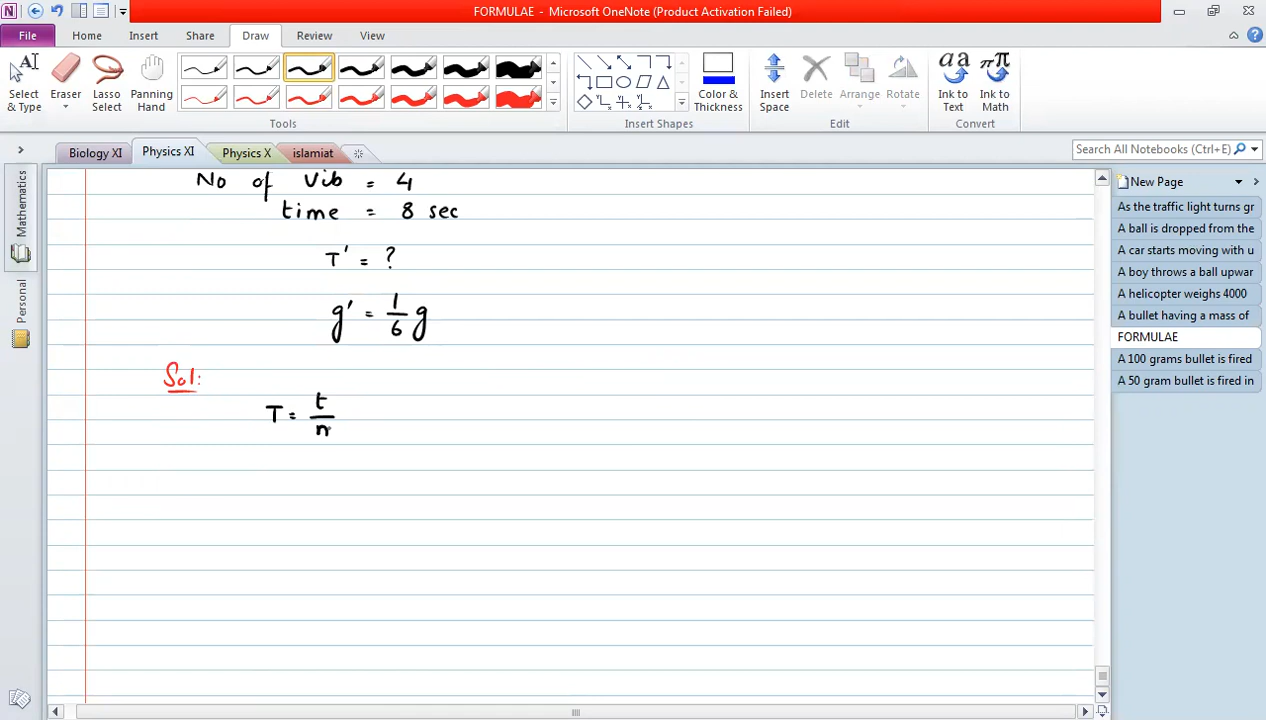 FORMULAE - Microsoft OneNote (Product Activation Failed)
File Home Insert Share Draw Review View
Select & Type
Eraser
Lasso Select
Panning Hand
Color & Thickness
Insert Space
Delete
Arrange
Rotate
Ink to Text
Ink to Math
Tools
Insert Shapes
Edit
Convert
Biology XI
Physics XI
Physics X
islamiat
Search All Notebooks (Ctrl+E)
Mathematics
Personal
New Page
As the traffic light turns gr
A ball is dropped from the
A car starts moving with u
A boy throws a ball upwar
A helicopter weighs 4000
A bullet having a mass of
FORMULAE
A 100 grams bullet is fired
A 50 gram bullet is fired in
No of Vib = 4
time = 8 sec
T' = ?
g' = 1/6 g
Sol:
T = t/n